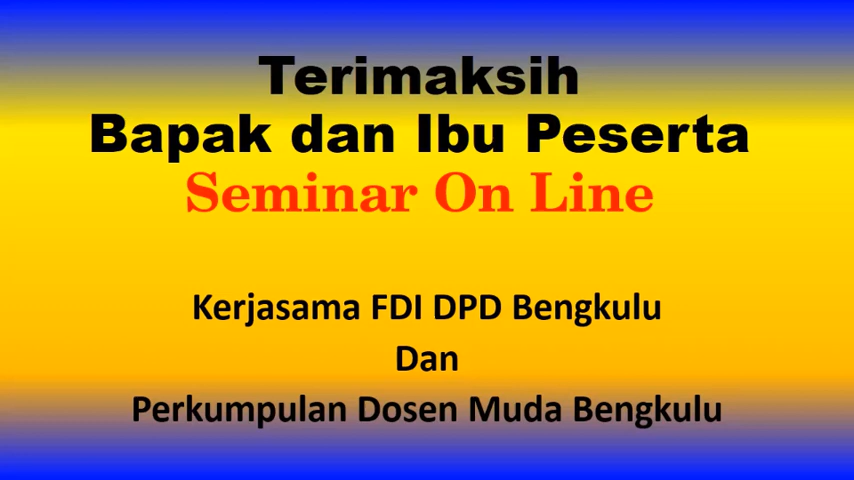 Terimaksih
Bapak dan Ibu Peserta
Seminar On Line
Kerjasama FDI DPD Bengkulu
Dan
Perkumpulan Dosen Muda Bengkulu